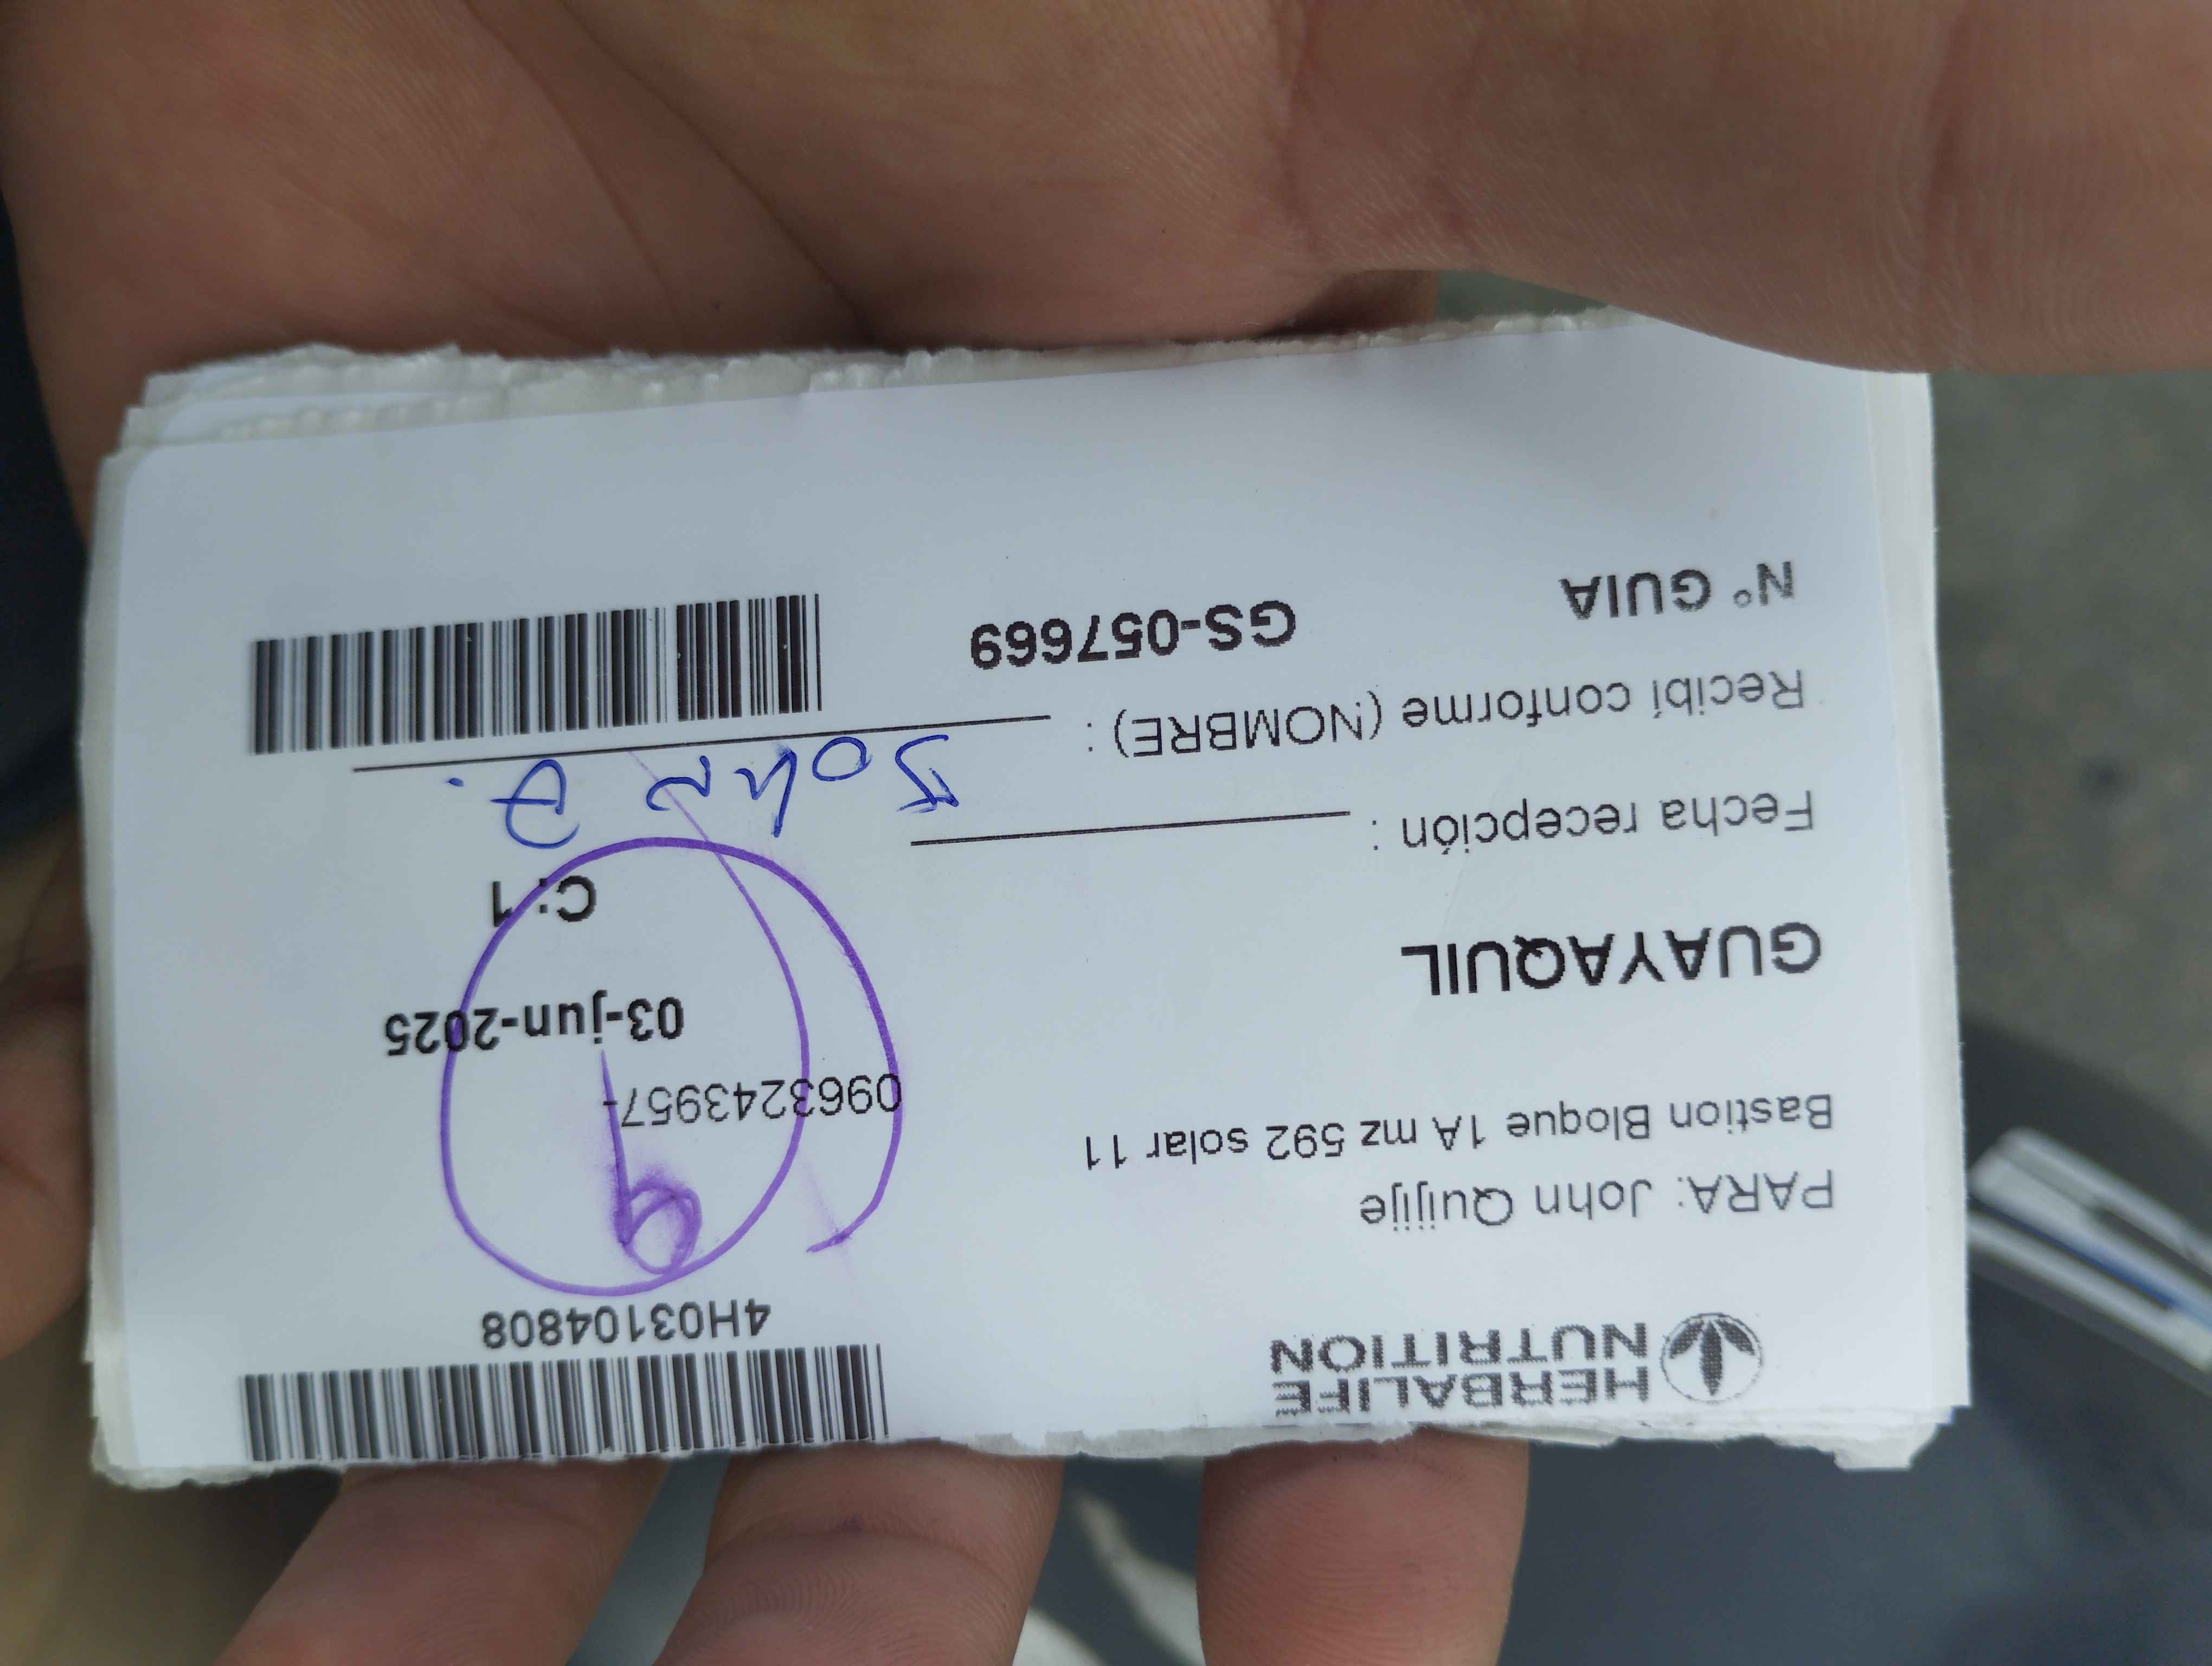 HERBALIFE
NUTRITION
4H03104808
PARA: John Quijije
Bastion Bloque 1A mz 592 solar 11
0963243957-
9
03-jun-2025
GUAYAQUIL
C: 1
Fecha recepción :
John
Recibí conforme (NOMBRE) :
N° GUIA
GS-057669